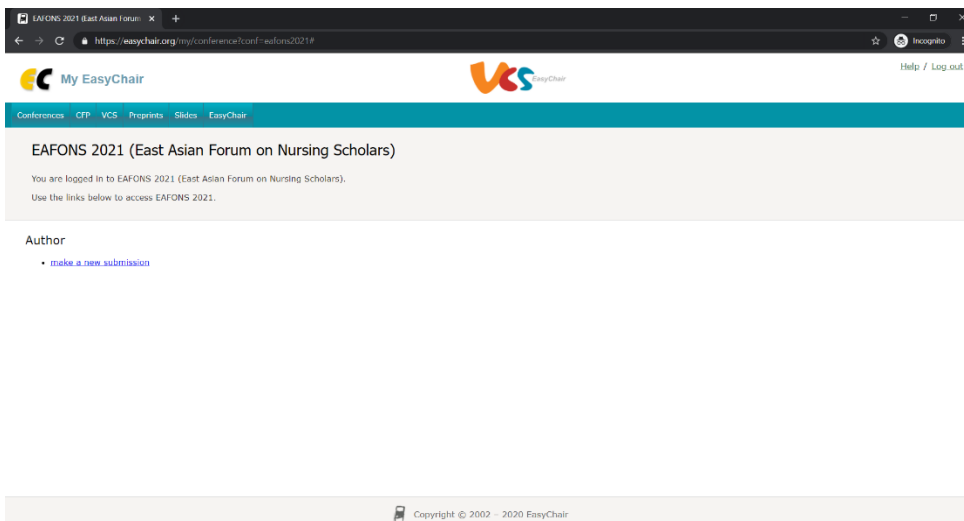 EAFONS 2021 (East Asian Forum
https://easychair.org/my/conference?conf=eafons2021#
Incognito
EC My EasyChair
VCS EasyChair
Help / Log out
Conferences CFP VCS Preprints Slides EasyChair
EAFONS 2021 (East Asian Forum on Nursing Scholars)
You are logged in to EAFONS 2021 (East Asian Forum on Nursing Scholars).
Use the links below to access EAFONS 2021.
Author
• make a new submission
Copyright © 2002 – 2020 EasyChair